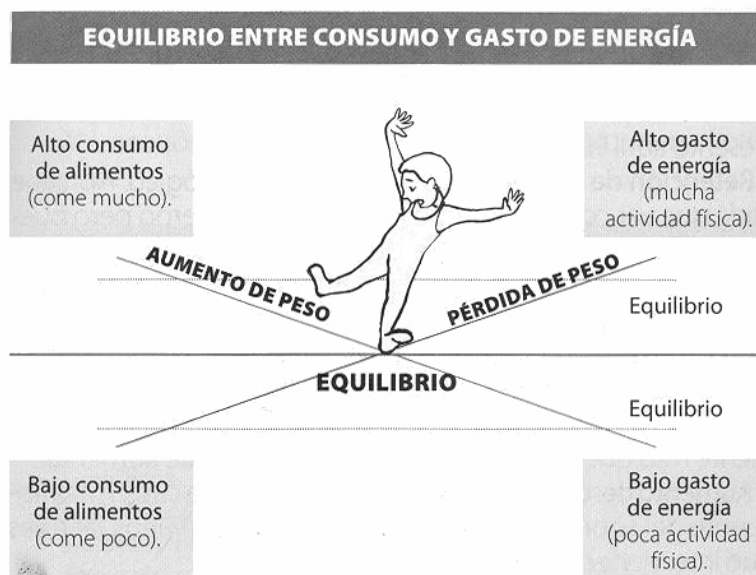 EQUILIBRIO ENTRE CONSUMO Y GASTO DE ENERGÍA
Alto consumo
de alimentos
(come mucho).
Alto gasto
de energía
(mucha
actividad física).
AUMENTO DE PESO
PÉRDIDA DE PESO
Equilibrio
EQUILIBRIO
Equilibrio
Bajo consumo
de alimentos
(come poco).
Bajo gasto
de energía
(poca actividad
física).